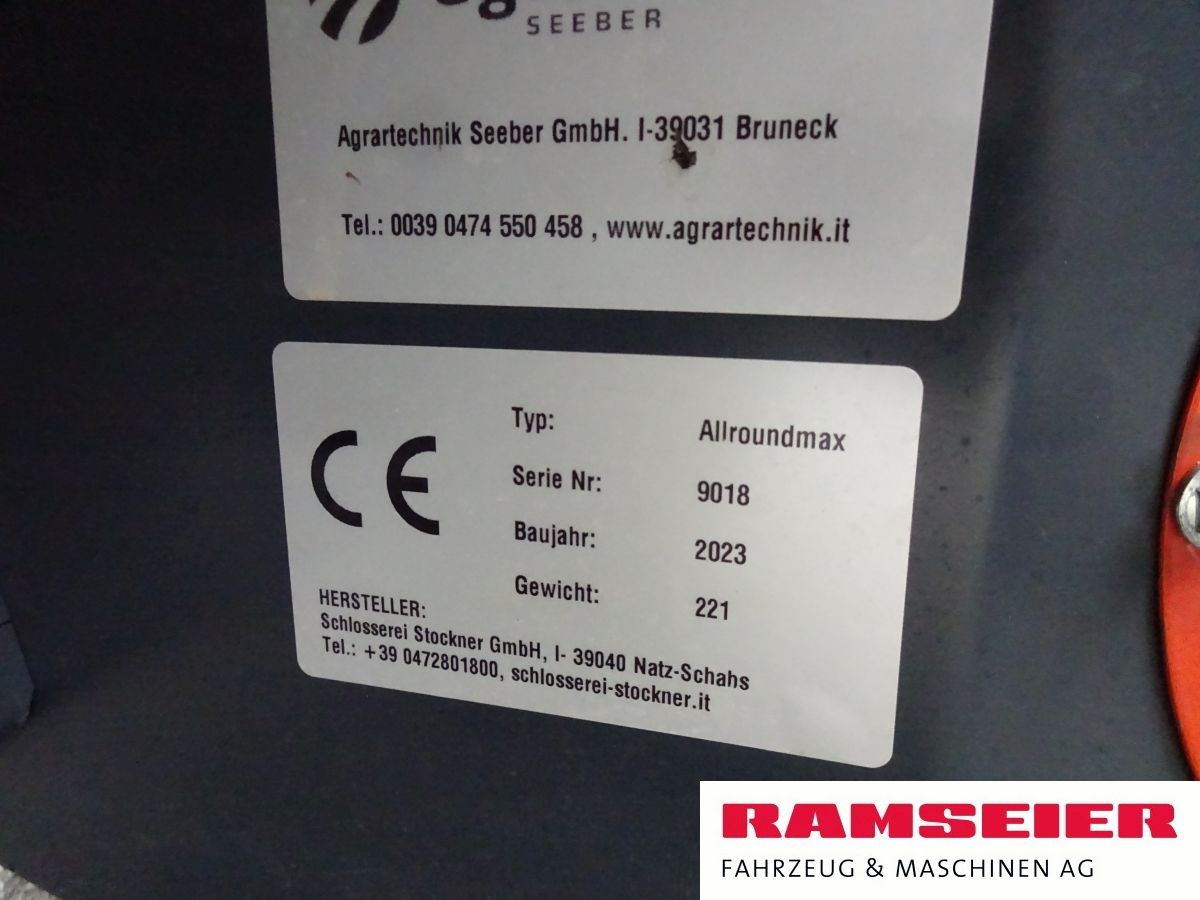 SEEBER
Agrartechnik Seeber GmbH. I-39031 Bruneck
Tel.: 0039 0474 550 458 , www.agrartechnik.it
CE
Typ: Allroundmax
Serie Nr: 9018
Baujahr: 2023
Gewicht: 221
HERSTELLER:
Schlosserei Stockner GmbH, I- 39040 Natz-Schahs
Tel.: +39 0472801800, schlosserei-stockner.it
RAMSEIER
FAHRZEUG & MASCHINEN AG